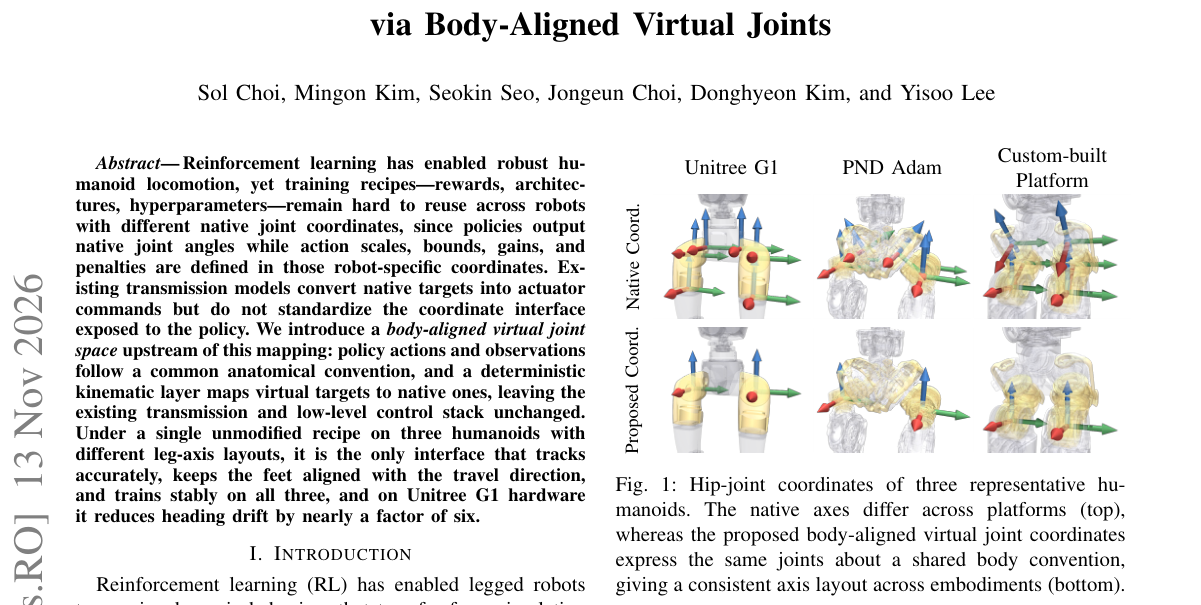 via Body-Aligned Virtual Joints
Sol Choi, Mingon Kim, Seokin Seo, Jongeun Choi, Donghyeon Kim, and Yisoo Lee
Abstract—Reinforcement learning has enabled robust hu-
manoid locomotion, yet training recipes—rewards, architec-
tures, hyperparameters—remain hard to reuse across robots
with different native joint coordinates, since policies output
native joint angles while action scales, bounds, gains, and
penalties are defined in those robot-specific coordinates. Ex-
isting transmission models convert native targets into actuator
commands but do not standardize the coordinate interface
exposed to the policy. We introduce a body-aligned virtual joint
space upstream of this mapping: policy actions and observations
follow a common anatomical convention, and a deterministic
kinematic layer maps virtual targets to native ones, leaving the
existing transmission and low-level control stack unchanged.
Under a single unmodified recipe on three humanoids with
different leg-axis layouts, it is the only interface that tracks
accurately, keeps the feet aligned with the travel direction,
and trains stably on all three, and on Unitree G1 hardware
it reduces heading drift by nearly a factor of six.
I. INTRODUCTION
Reinforcement learning (RL) has enabled legged robots
Unitree G1
PND Adam
Custom-built
Platform
Native Coord.
Proposed Coord.
Fig. 1: Hip-joint coordinates of three representative hu-
manoids. The native axes differ across platforms (top),
whereas the proposed body-aligned virtual joint coordinates
express the same joints about a shared body convention,
giving a consistent axis layout across embodiments (bottom).
s.RO] 13 Nov 2026